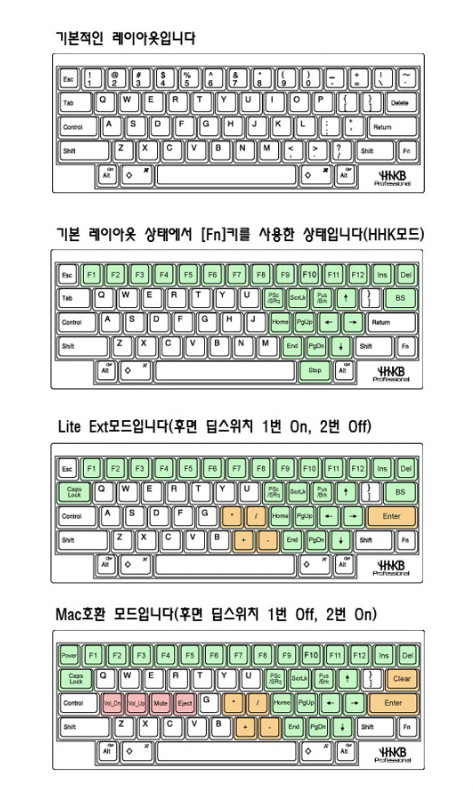 기본적인 레이아웃입니다
Esc ! 1 @ 2 # 3 $ 4 % 5 ^ 6 & 7 * 8 ( 9 ) 0 _ - + = | \ ~ `
Tab Q W E R T Y U I O P { [ } ] Delete
Control A S D F G H J K L : ; " ' Return
Shift Z X C V B N M < , > . ? / Shift Fn
Opt Alt ◇ ⌘ ◇ ⌘ Opt Alt HHKB
Professional
기본 레이아웃 상태에서 [Fn]키를 사용한 상태입니다(HHK모드)
Esc F1 F2 F3 F4 F5 F6 F7 F8 F9 F10 F11 F12 Ins Del
Tab Q W E R T Y U PSc /SRq ScrLk Pus /Brk ↑ } ] BS
Control A S D F G H J Home PgUp ← → Return
Shift Z X C V B N M End PgDn ↓ Shift Fn
Opt Alt ◇ ⌘ Stop Opt Alt HHKB
Professional
Lite Ext모드입니다(후면 딥스위치 1번 On, 2번 Off)
Esc F1 F2 F3 F4 F5 F6 F7 F8 F9 F10 F11 F12 Ins Del
Caps Lock Q W E R T Y U PSc /SRq ScrLk Pus /Brk ↑ } ] BS
Control A S D F G * / Home PgUp ← → Enter
Shift Z X C V B + - End PgDn ↓ Shift Fn
Opt Alt ◇ ⌘ ◇ ⌘ Opt Alt HHKB
Professional
Mac호환 모드입니다(후면 딥스위치 1번 Off, 2번 On)
Power F1 F2 F3 F4 F5 F6 F7 F8 F9 F10 F11 F12 Ins Del
Caps Lock Q W E R T Y U PSc /SRq ScrLk Pus /Brk ↑ } ] Clear
Control Vol_Dn Vol_Up Mute Eject G * / Home PgUp ← → Enter
Shift Z X C V B + - End PgDn ↓ Shift Fn
Opt Alt ◇ ⌘ ◇ ⌘ Opt Alt HHKB
Professional